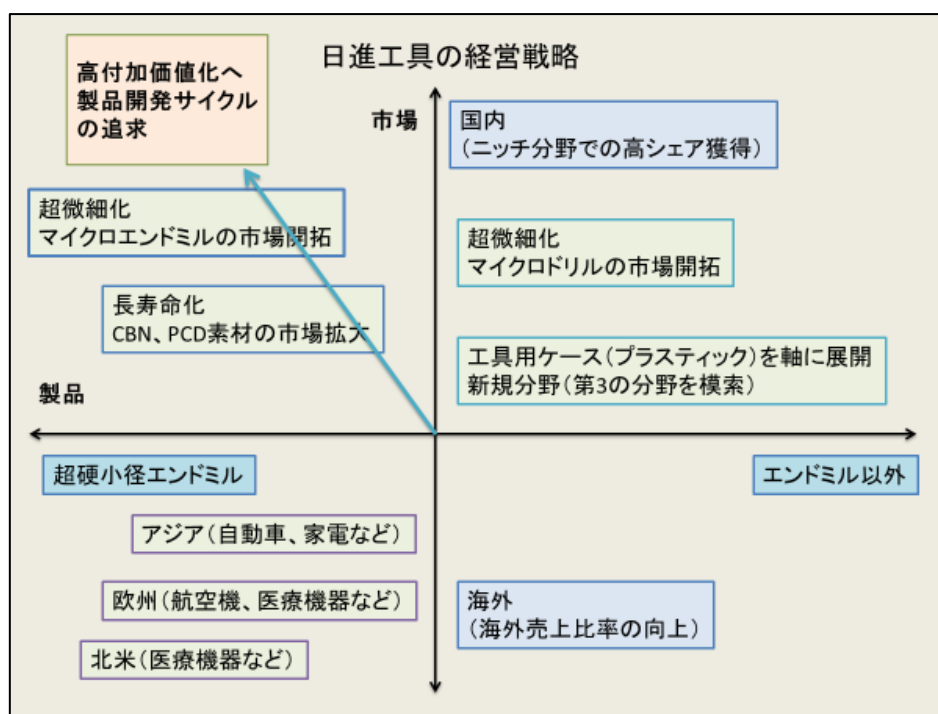 日進工具の経営戦略
高付加価値化へ
製品開発サイクル
の追求
市場
国内
(ニッチ分野での高シェア獲得)
超微細化
マイクロエンドミルの市場開拓
超微細化
マイクロドリルの市場開拓
長寿命化
CBN、PCD素材の市場拡大
工具用ケース(プラスティック)を軸に展開
新規分野(第3の分野を模索)
製品
超硬小径エンドミル
エンドミル以外
アジア(自動車、家電など)
欧州(航空機、医療機器など)
北米(医療機器など)
海外
(海外売上比率の向上)